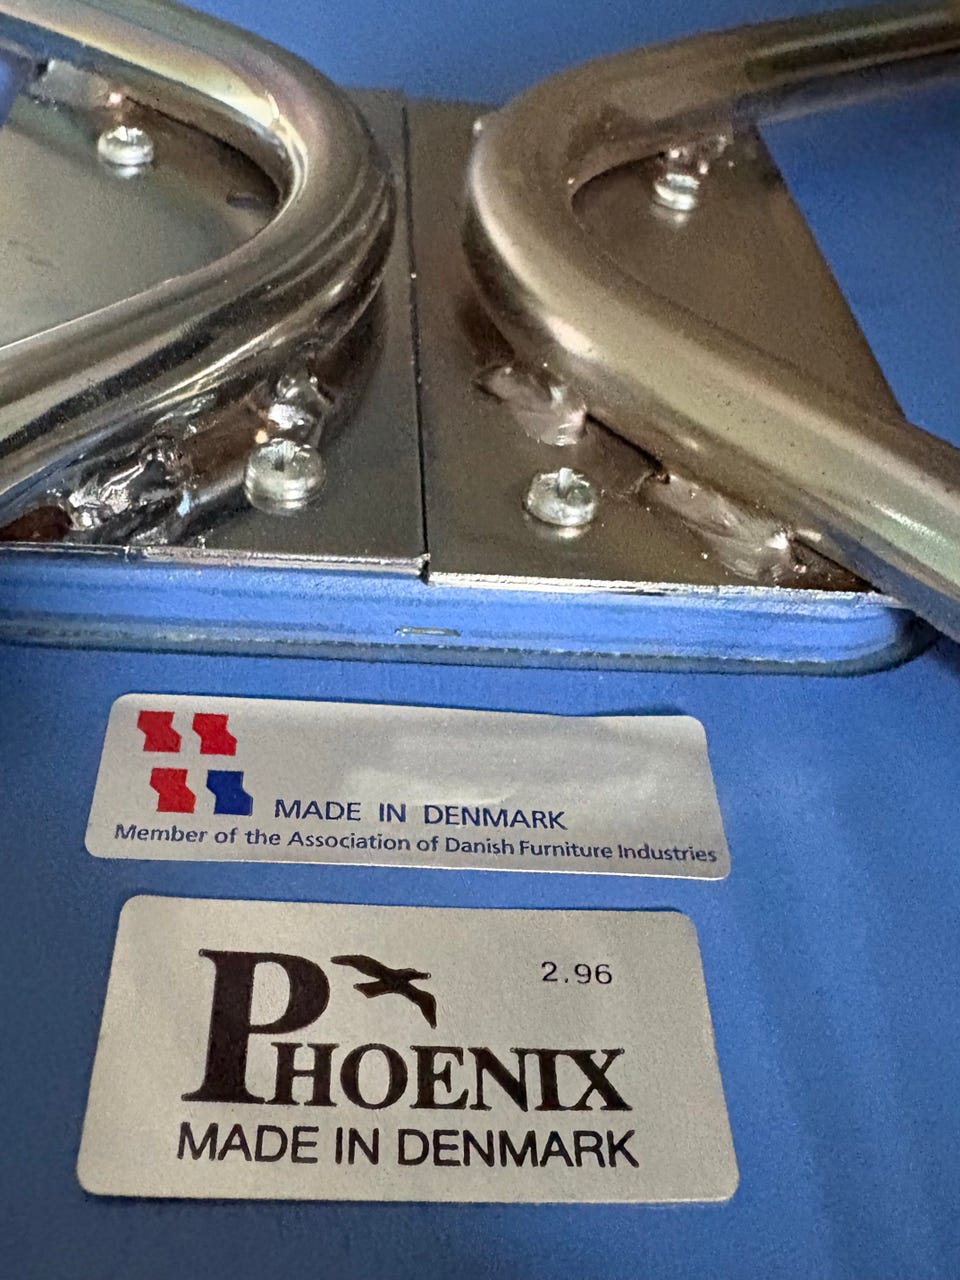 MADE IN DENMARK
Member of the Association of Danish Furniture Industries
2.96
PHOENIX
MADE IN DENMARK